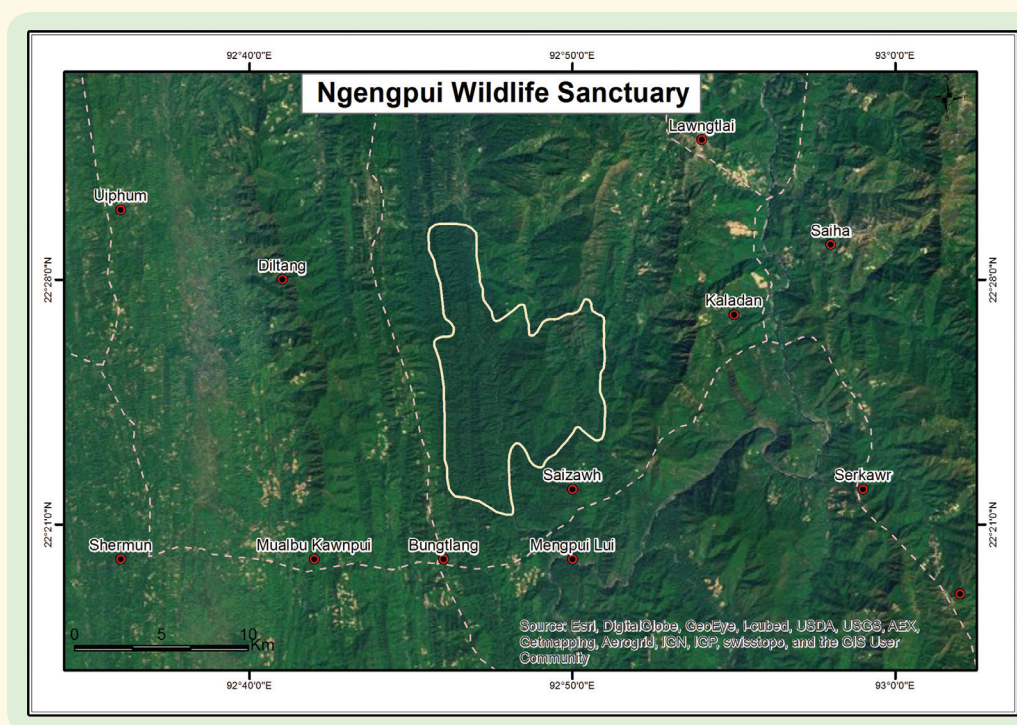 92°40'0"E
92°50'0"E
93°0'0"E
Ngengpui Wildlife Sanctuary
Lawngtlai
Uiphum
Saiha
Diltang
22°28'0"N
22°28'0"N
Kaladan
Saizawh
Serkawr
22°21'0"N
22°21'0"N
Shermun
Mualbu Kawnpui
Bungtlang
Mengpui Lui
0 5 10
Km
Source: Esri, DigitalGlobe, GeoEye, i-cubed, USDA, USGS, AEX,
Getmapping, Aerogrid, IGN, IGP, swisstopo, and the GIS User
Community
92°40'0"E
92°50'0"E
93°0'0"E